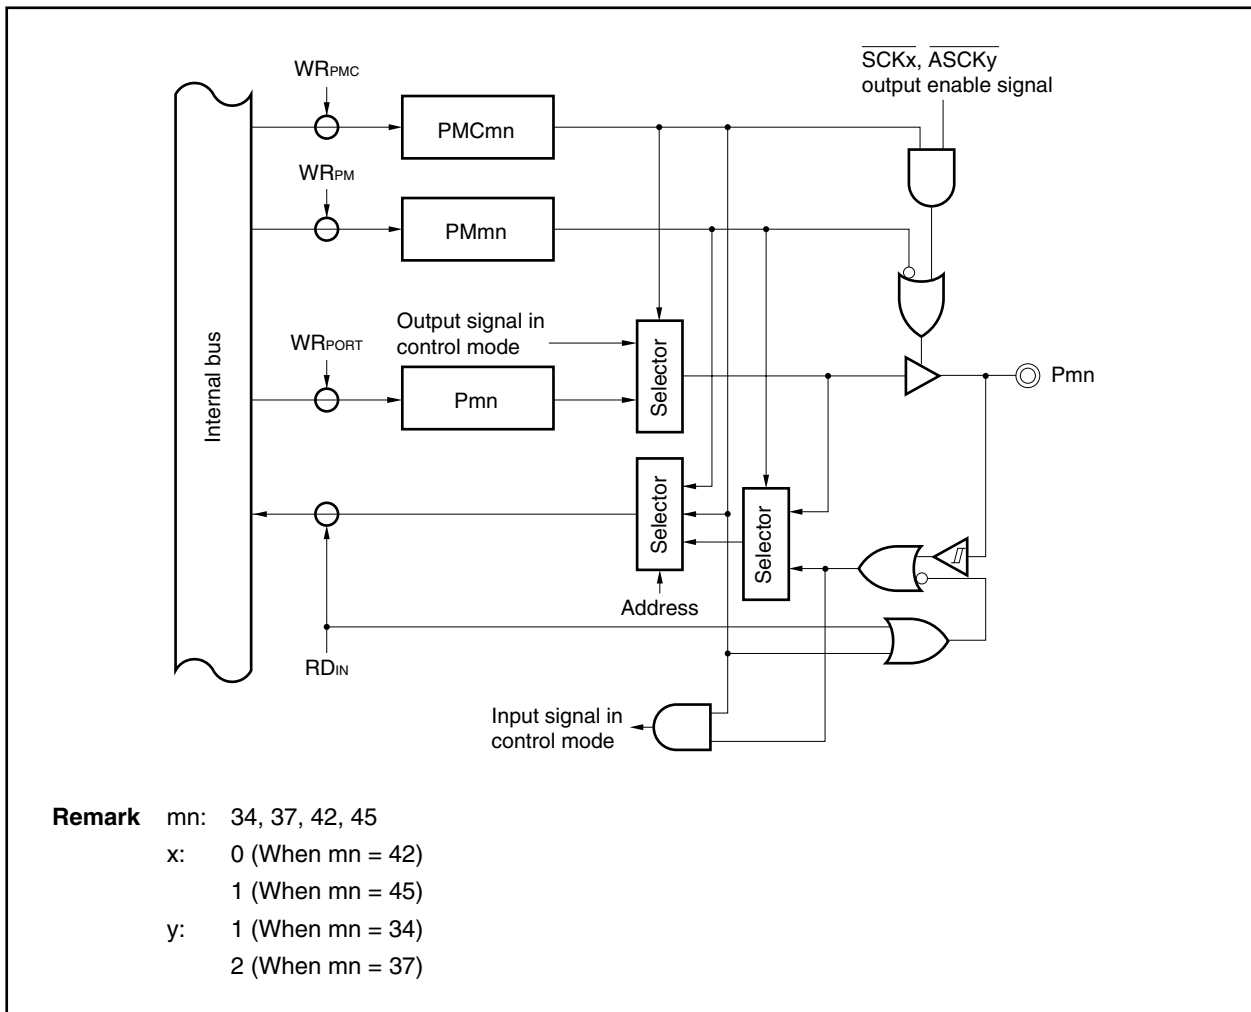 SCKx, ASCKy
output enable signal
WRPMC
PMCmn
WRPM
PMmn
Output signal in
control mode
WRPORT
Pmn
Selector
Pmn
Internal bus
Selector
Selector
Address
RDIN
Input signal in
control mode
Remark mn: 34, 37, 42, 45
x: 0 (When mn = 42)
1 (When mn = 45)
y: 1 (When mn = 34)
2 (When mn = 37)